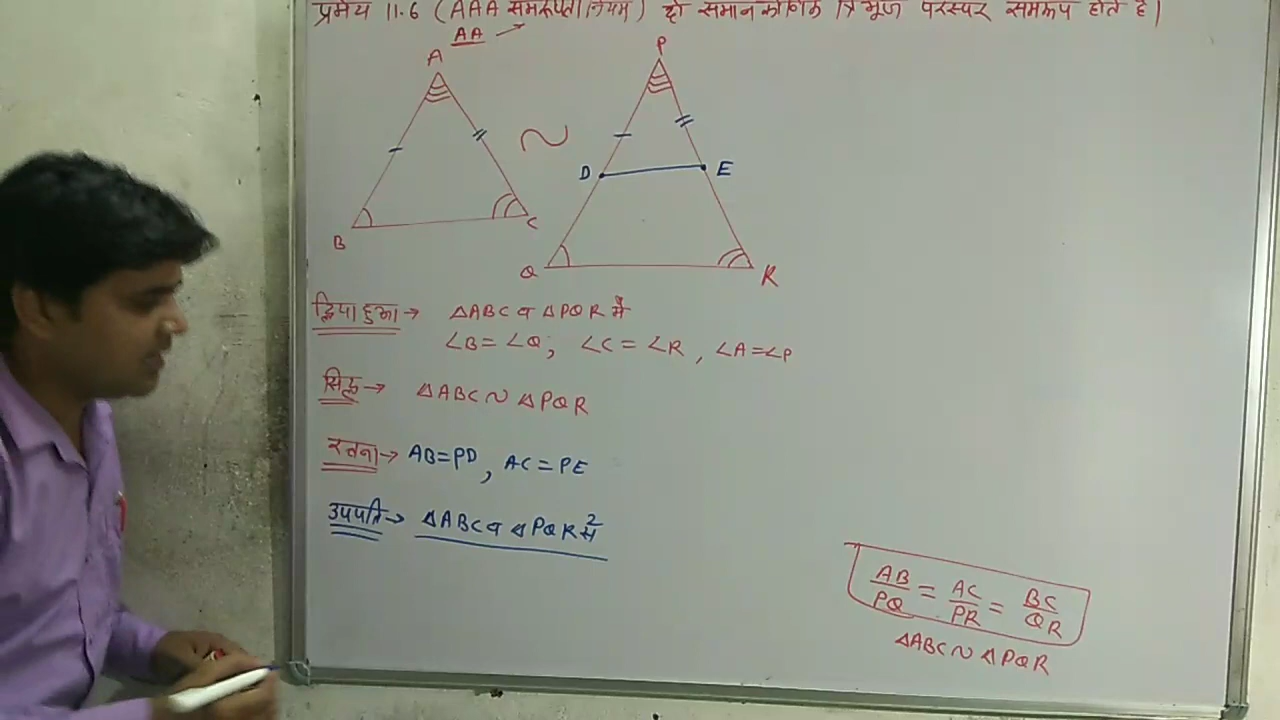 प्रमेय 11.6 (AAA समरूपता नियम) दो समान कोणिक त्रिभुज परस्पर समरूप होते है।
AA →
A
P
~
D
E
B
C
Q
R
दिया हुआ → ΔABC व ΔPQR में
∠B = ∠Q; ∠C = ∠R, ∠A = ∠P
सिद्ध → ΔABC ~ ΔPQR
रचना → AB = PD, AC = PE
उपपत्ति → ΔABC व ΔPQR में
AB/PQ = AC/PR = BC/QR
ΔABC ~ ΔPQR